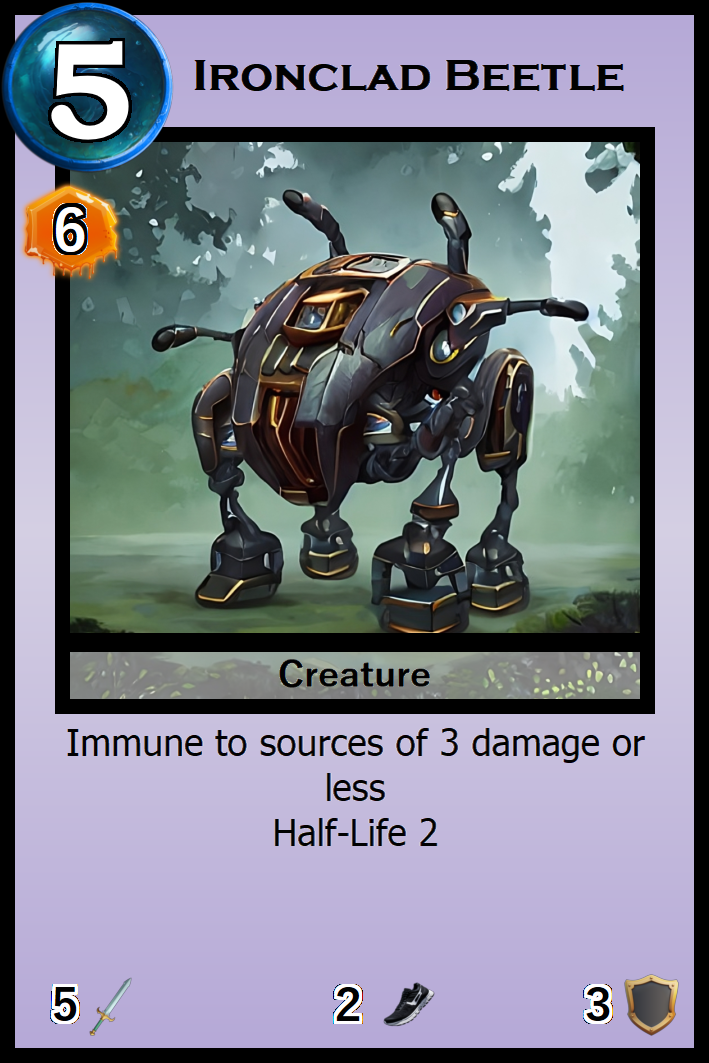 5
Ironclad Beetle
6
Creature
Immune to sources of 3 damage or
less
Half-Life 2
5 2 3